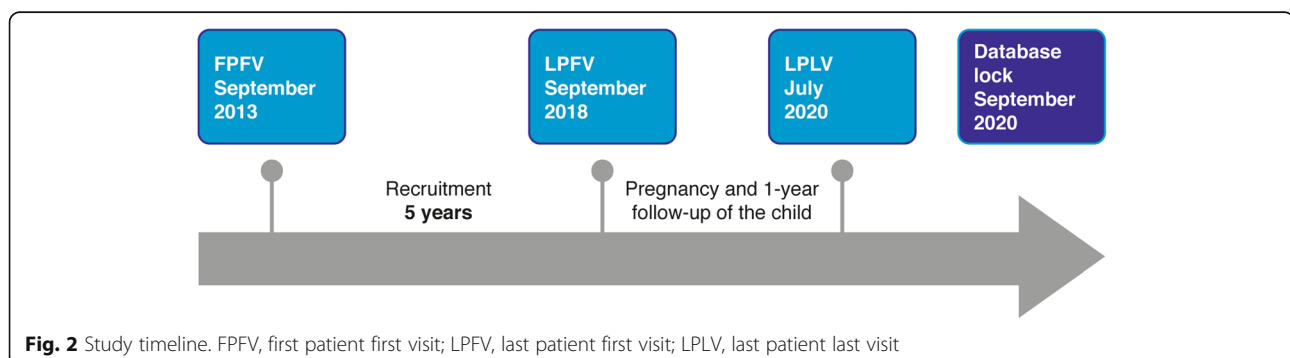 FPFV
September
2013
LPFV
September
2018
LPLV
July
2020
Database
lock
September
2020
Recruitment
5 years
Pregnancy and 1-year
follow-up of the child
Fig. 2 Study timeline. FPFV, first patient first visit; LPFV, last patient first visit; LPLV, last patient last visit